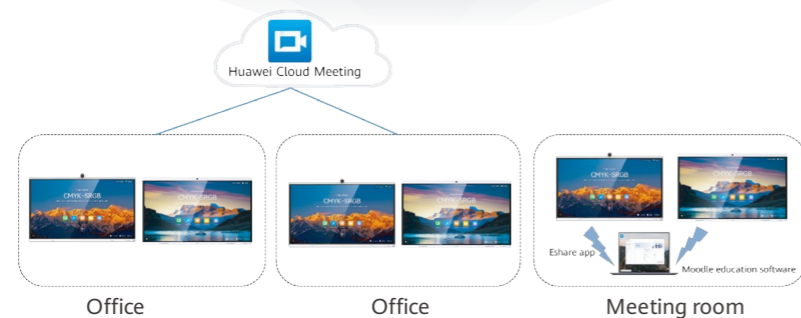 Huawei Cloud Meeting
CMYK-SRGB
CMYK-SRGB
CMYK-SRGB
CMYK-SRGB
CMYK-SRGB
CMYK-SRGB
Eshare app
Moodle education software
Office
Office
Meeting room